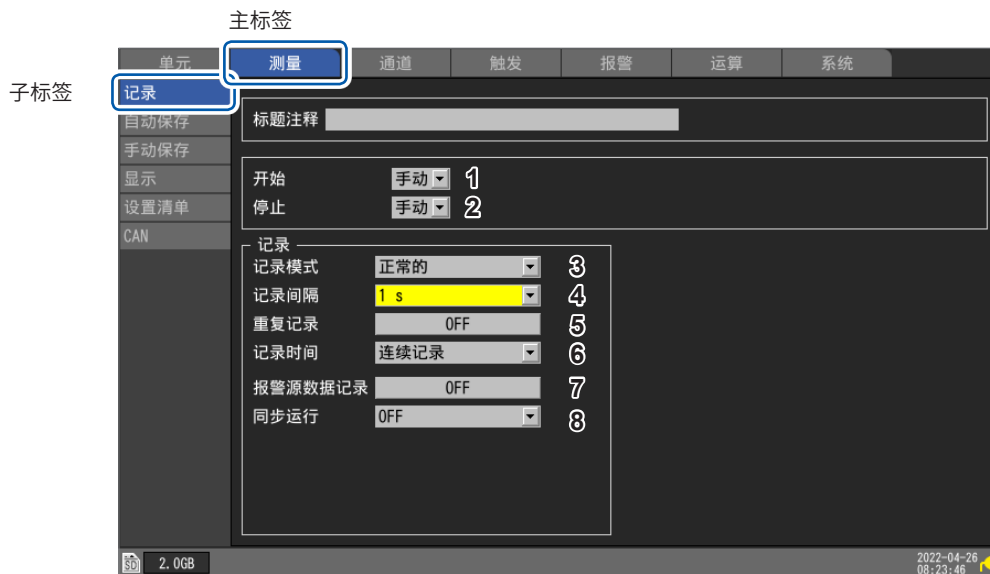 主标签
子标签
单元 测量 通道 触发 报警 运算 系统
记录
自动保存
手动保存
显示
设置清单
CAN
标题注释
开始 手动 1
停止 手动 2
记录
记录模式 正常的 3
记录间隔 1 s 4
重复记录 OFF 5
记录时间 连续记录 6
报警源数据记录 OFF 7
同步运行 OFF 8
SD 2.0GB
2022-04-26
08:23:46